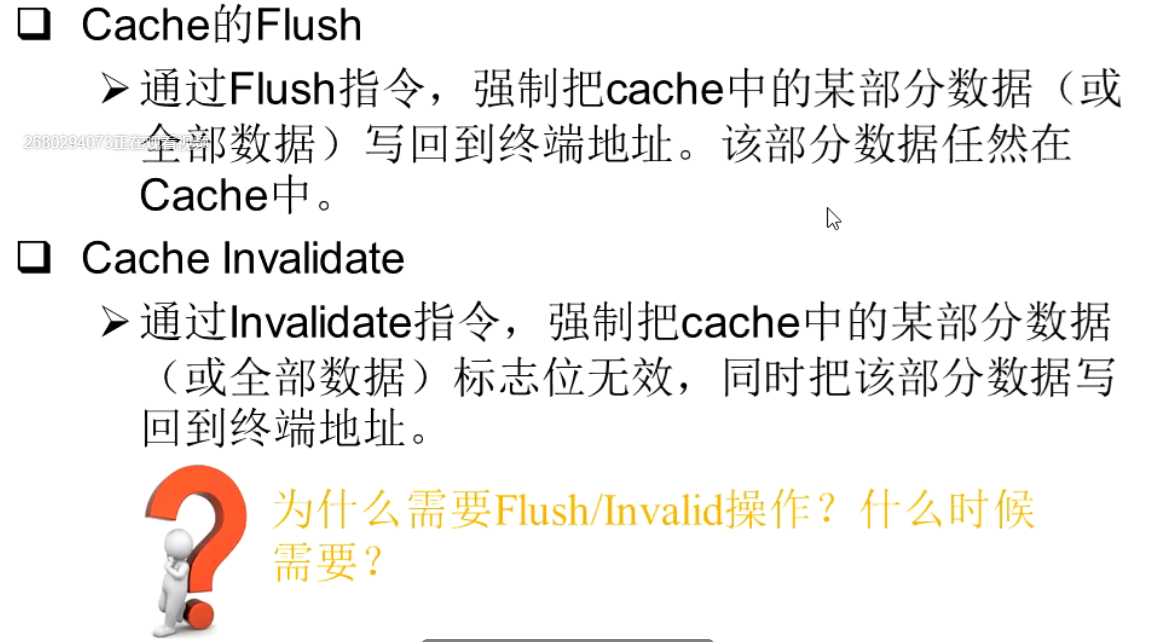 Cache的Flush
通过Flush指令，强制把cache中的某部分数据（或
2680294073正在观看视频
全部数据）写回到终端地址。该部分数据任然在
Cache中。
Cache Invalidate
通过Invalidate指令，强制把cache中的某部分数据
（或全部数据）标志位无效，同时把该部分数据写
回到终端地址。
为什么需要Flush/Invalid操作？什么时候
需要？